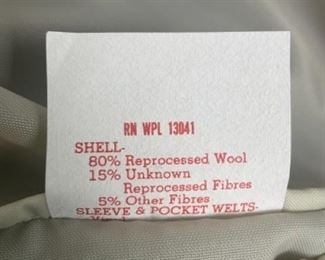 RN WPL 13041
SHELL-
80% Reprocessed Wool
15% Unknown
Reprocessed Fibres
5% Other Fibres
SLEEVE & POCKET WELTS-